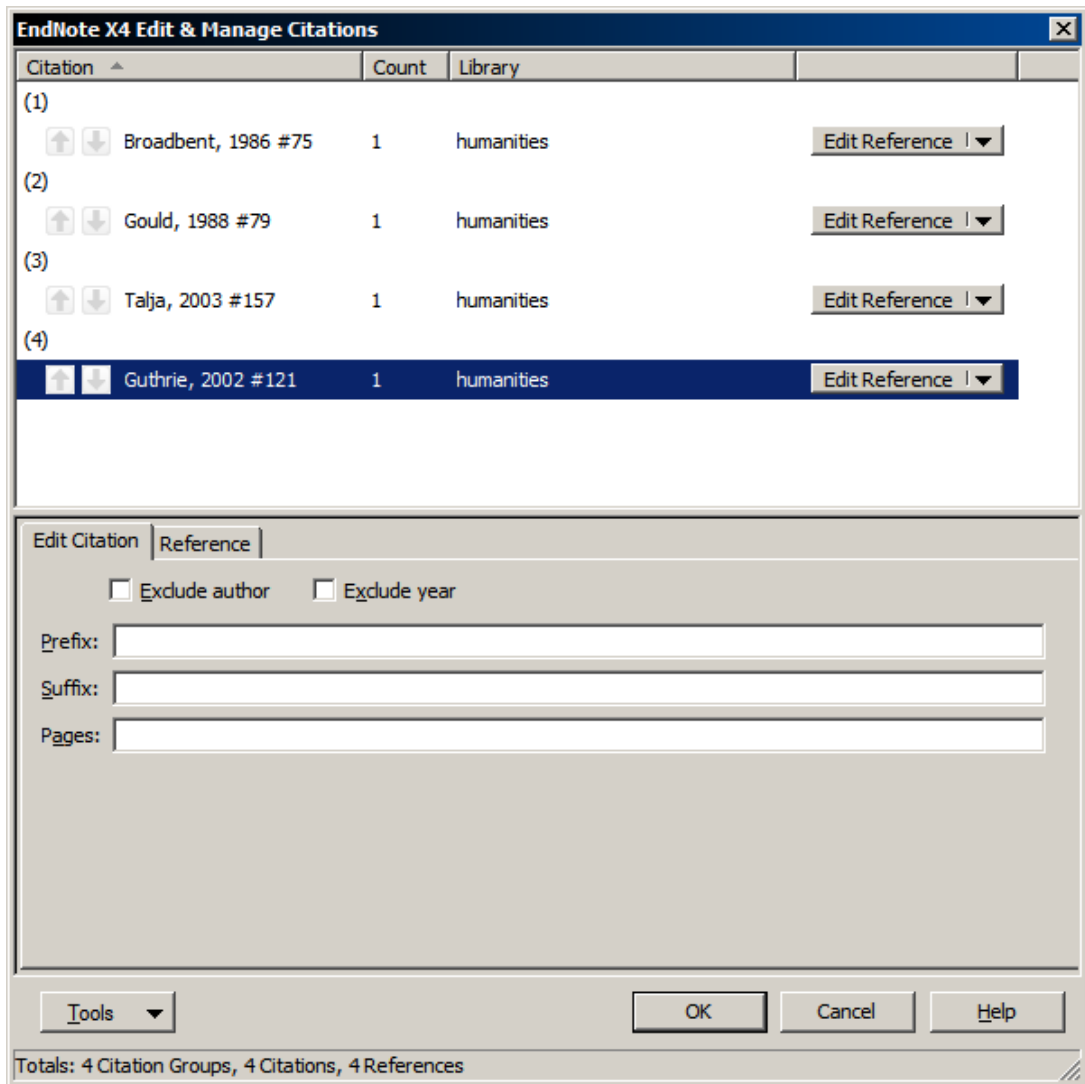 EndNote X4 Edit & Manage Citations
Citation Count Library
(1)
Broadbent, 1986 #75 1 humanities Edit Reference
(2)
Gould, 1988 #79 1 humanities Edit Reference
(3)
Talja, 2003 #157 1 humanities Edit Reference
(4)
Guthrie, 2002 #121 1 humanities Edit Reference
Edit Citation Reference
Exclude author Exclude year
Prefix:
Suffix:
Pages:
Tools OK Cancel Help
Totals: 4 Citation Groups, 4 Citations, 4 References